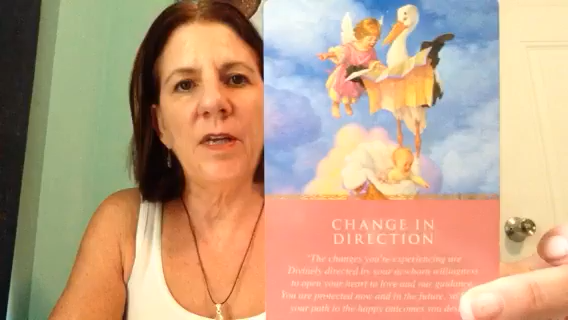 CHANGE IN
DIRECTION
"The changes you're experiencing are
Divinely directed by your newborn willingness
to open your heart to love and our guidance.
You are protected now and in the future, as
your path to the happy outcomes you